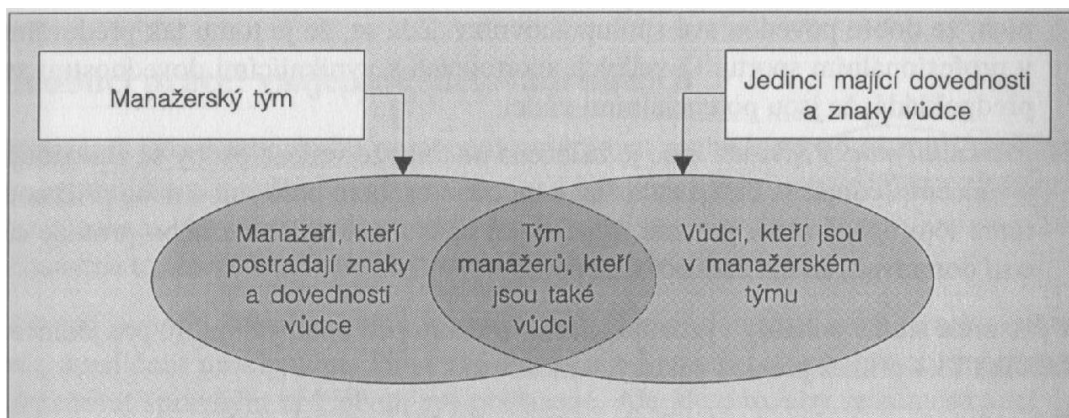 Manažerský tým
Jedinci mající dovednosti
a znaky vůdce
Manažeři, kteří
postrádají znaky
a dovednosti
vůdce
Tým
manažerů, kteří
jsou také
vůdci
Vůdci, kteří jsou
v manažerském
týmu